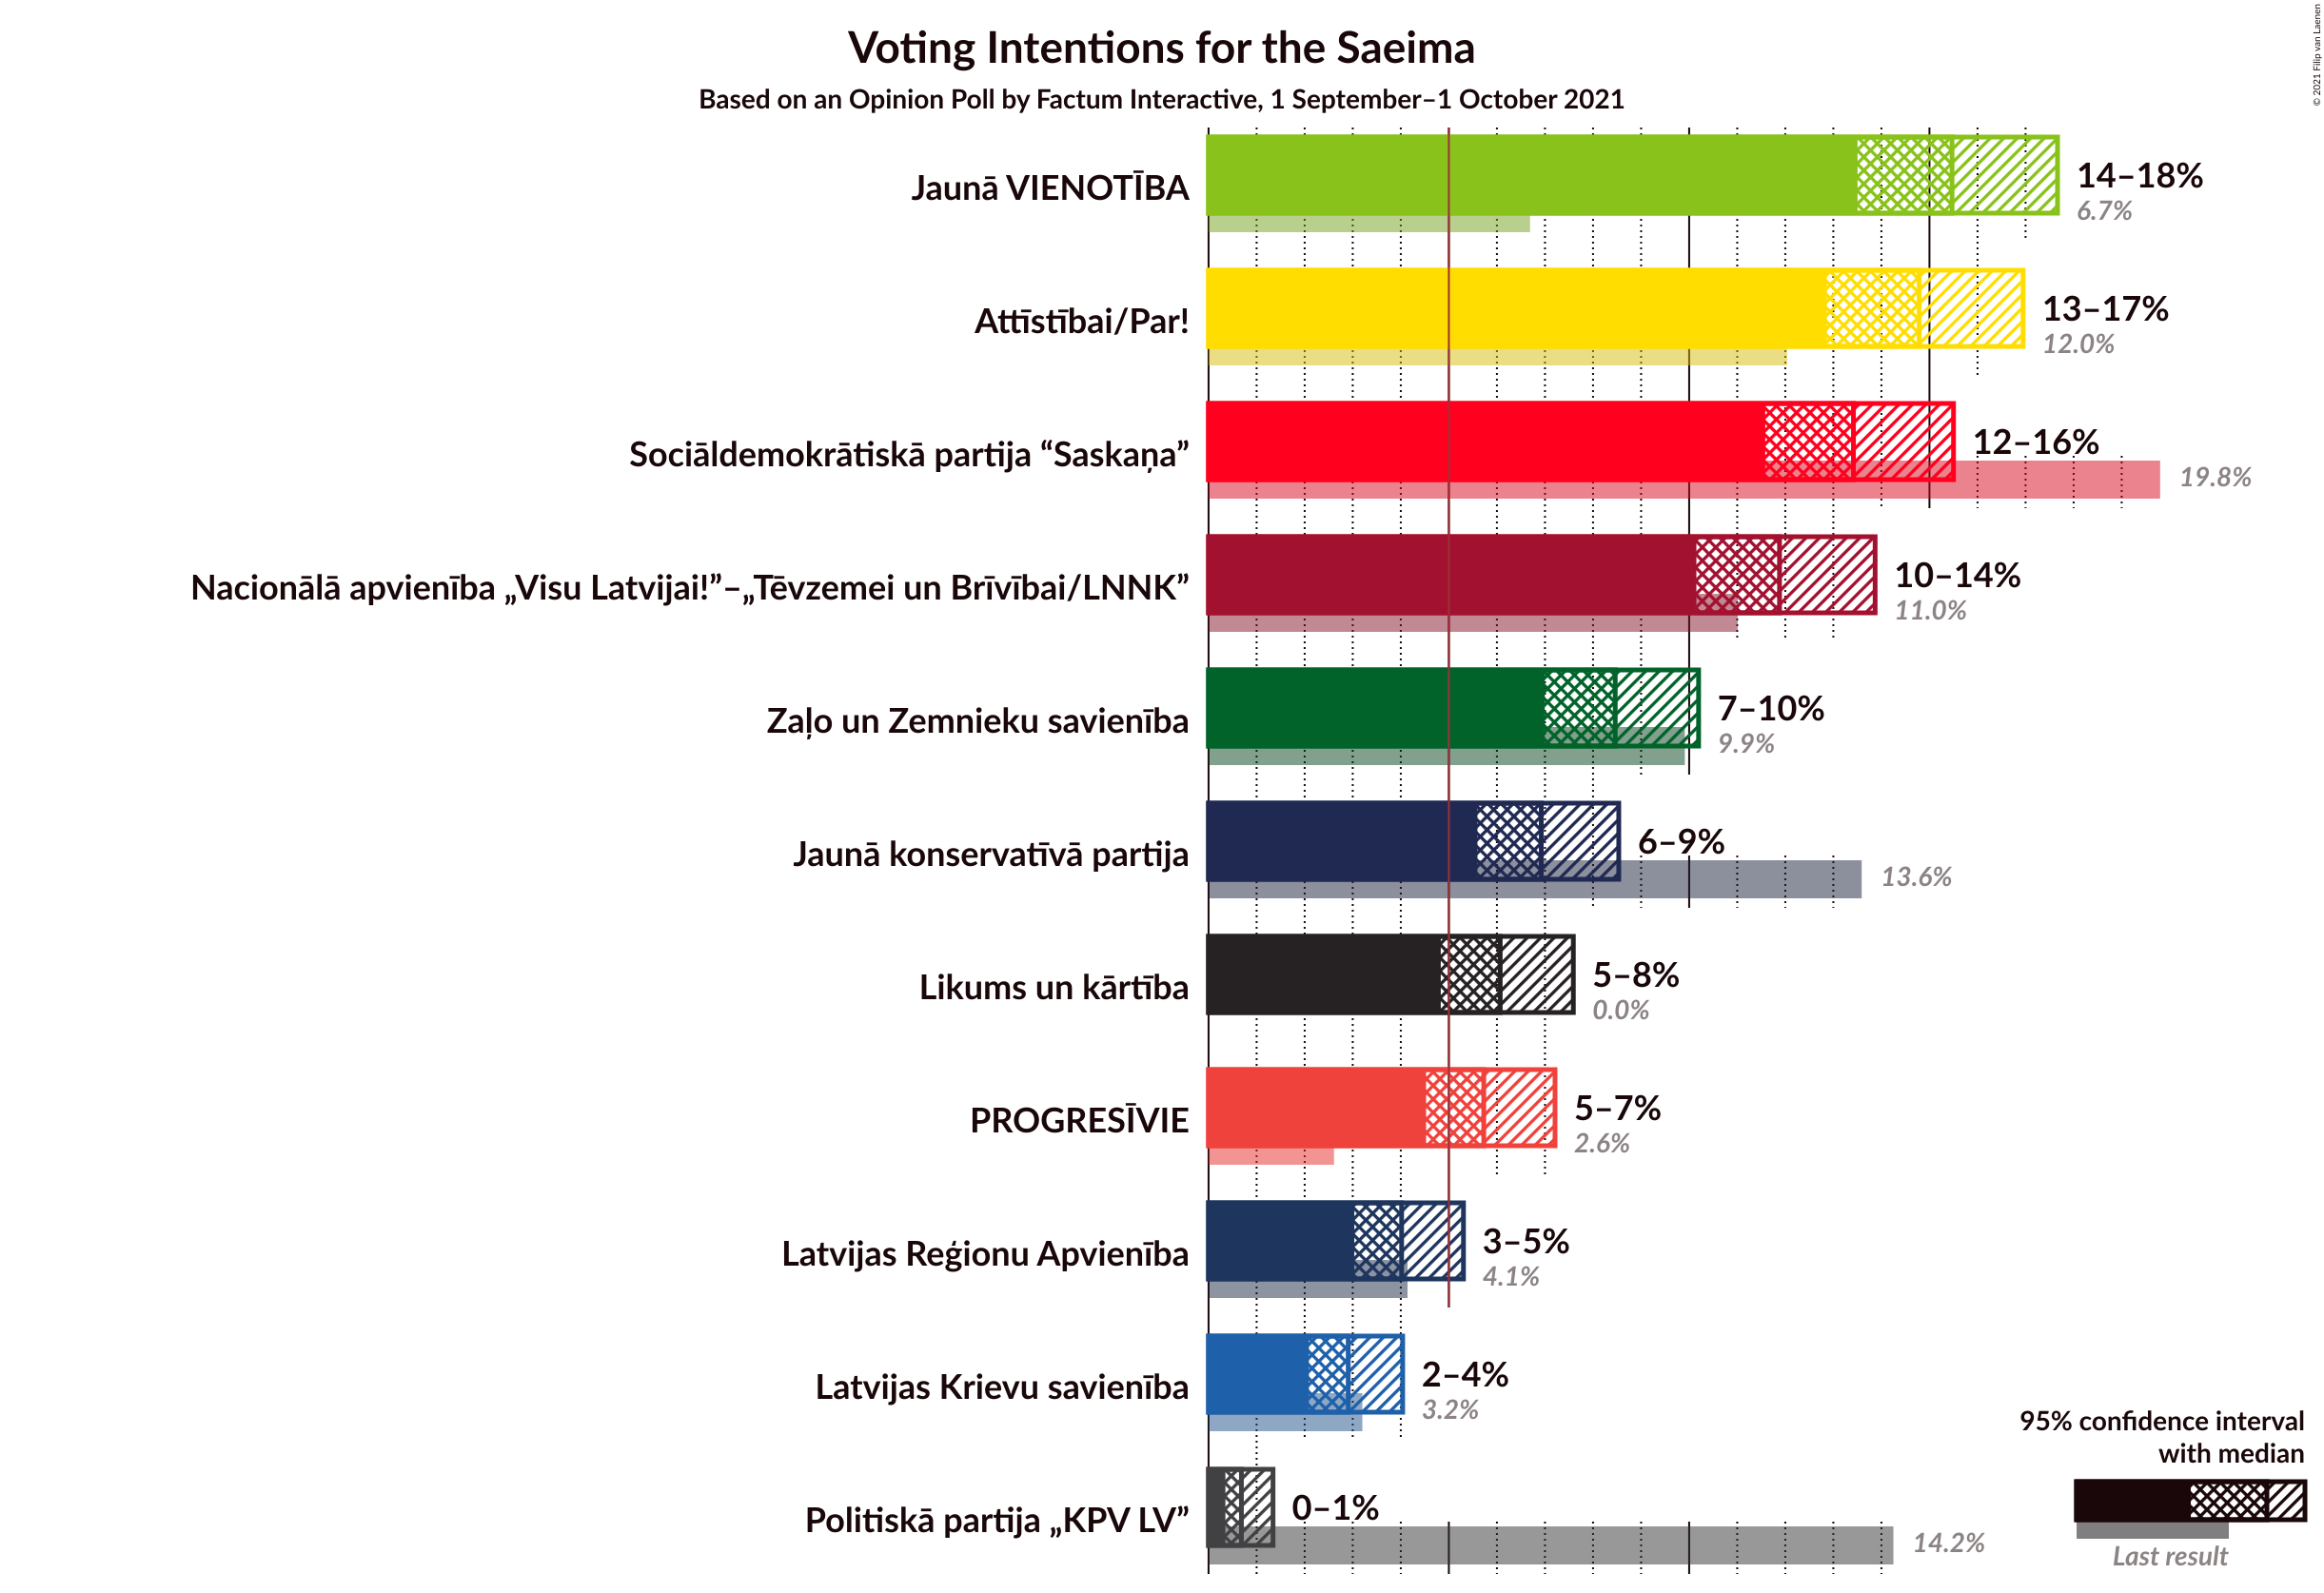 Voting Intentions for the Saeima
Based on an Opinion Poll by Factum Interactive, 1 September–1 October 2021
© 2021 Filip van Laenen
Jaunā VIENOTĪBA
14–18%
6.7%
Attīstībai/Par!
13–17%
12.0%
Sociāldemokrātiskā partija “Saskaņa”
12–16%
19.8%
Nacionālā apvienība „Visu Latvijai!”–„Tēvzemei un Brīvībai/LNNK”
10–14%
11.0%
Zaļo un Zemnieku savienība
7–10%
9.9%
Jaunā konservatīvā partija
6–9%
13.6%
Likums un kārtība
5–8%
0.0%
PROGRESĪVIE
5–7%
2.6%
Latvijas Reģionu Apvienība
3–5%
4.1%
Latvijas Krievu savienība
2–4%
3.2%
Politiskā partija „KPV LV”
0–1%
14.2%
95% confidence interval
with median
Last result